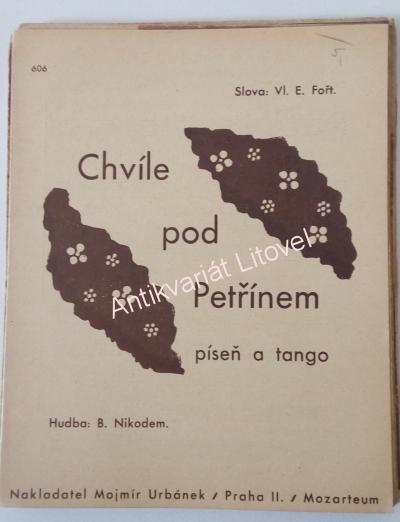 5
606
Slova: Vl. E. Fořt.
Chvíle
pod
Petřínem
píseň a tango
Antikvariát Litovel
Hudba: B. Nikodem.
Nakladatel Mojmír Urbánek / Praha II. / Mozarteum